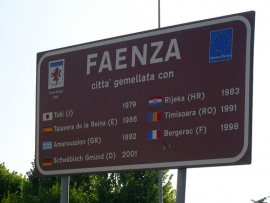 FAENZA
citta' gemellata con
Toki (J) 1979
Talavera de la Reina (E) 1986
Amaroussion (GR) 1992
Schwäbisch Gmünd (D) 2001
Rijeka (HR) 1983
Timisoara (RO) 1991
Bergerac (F) 1998